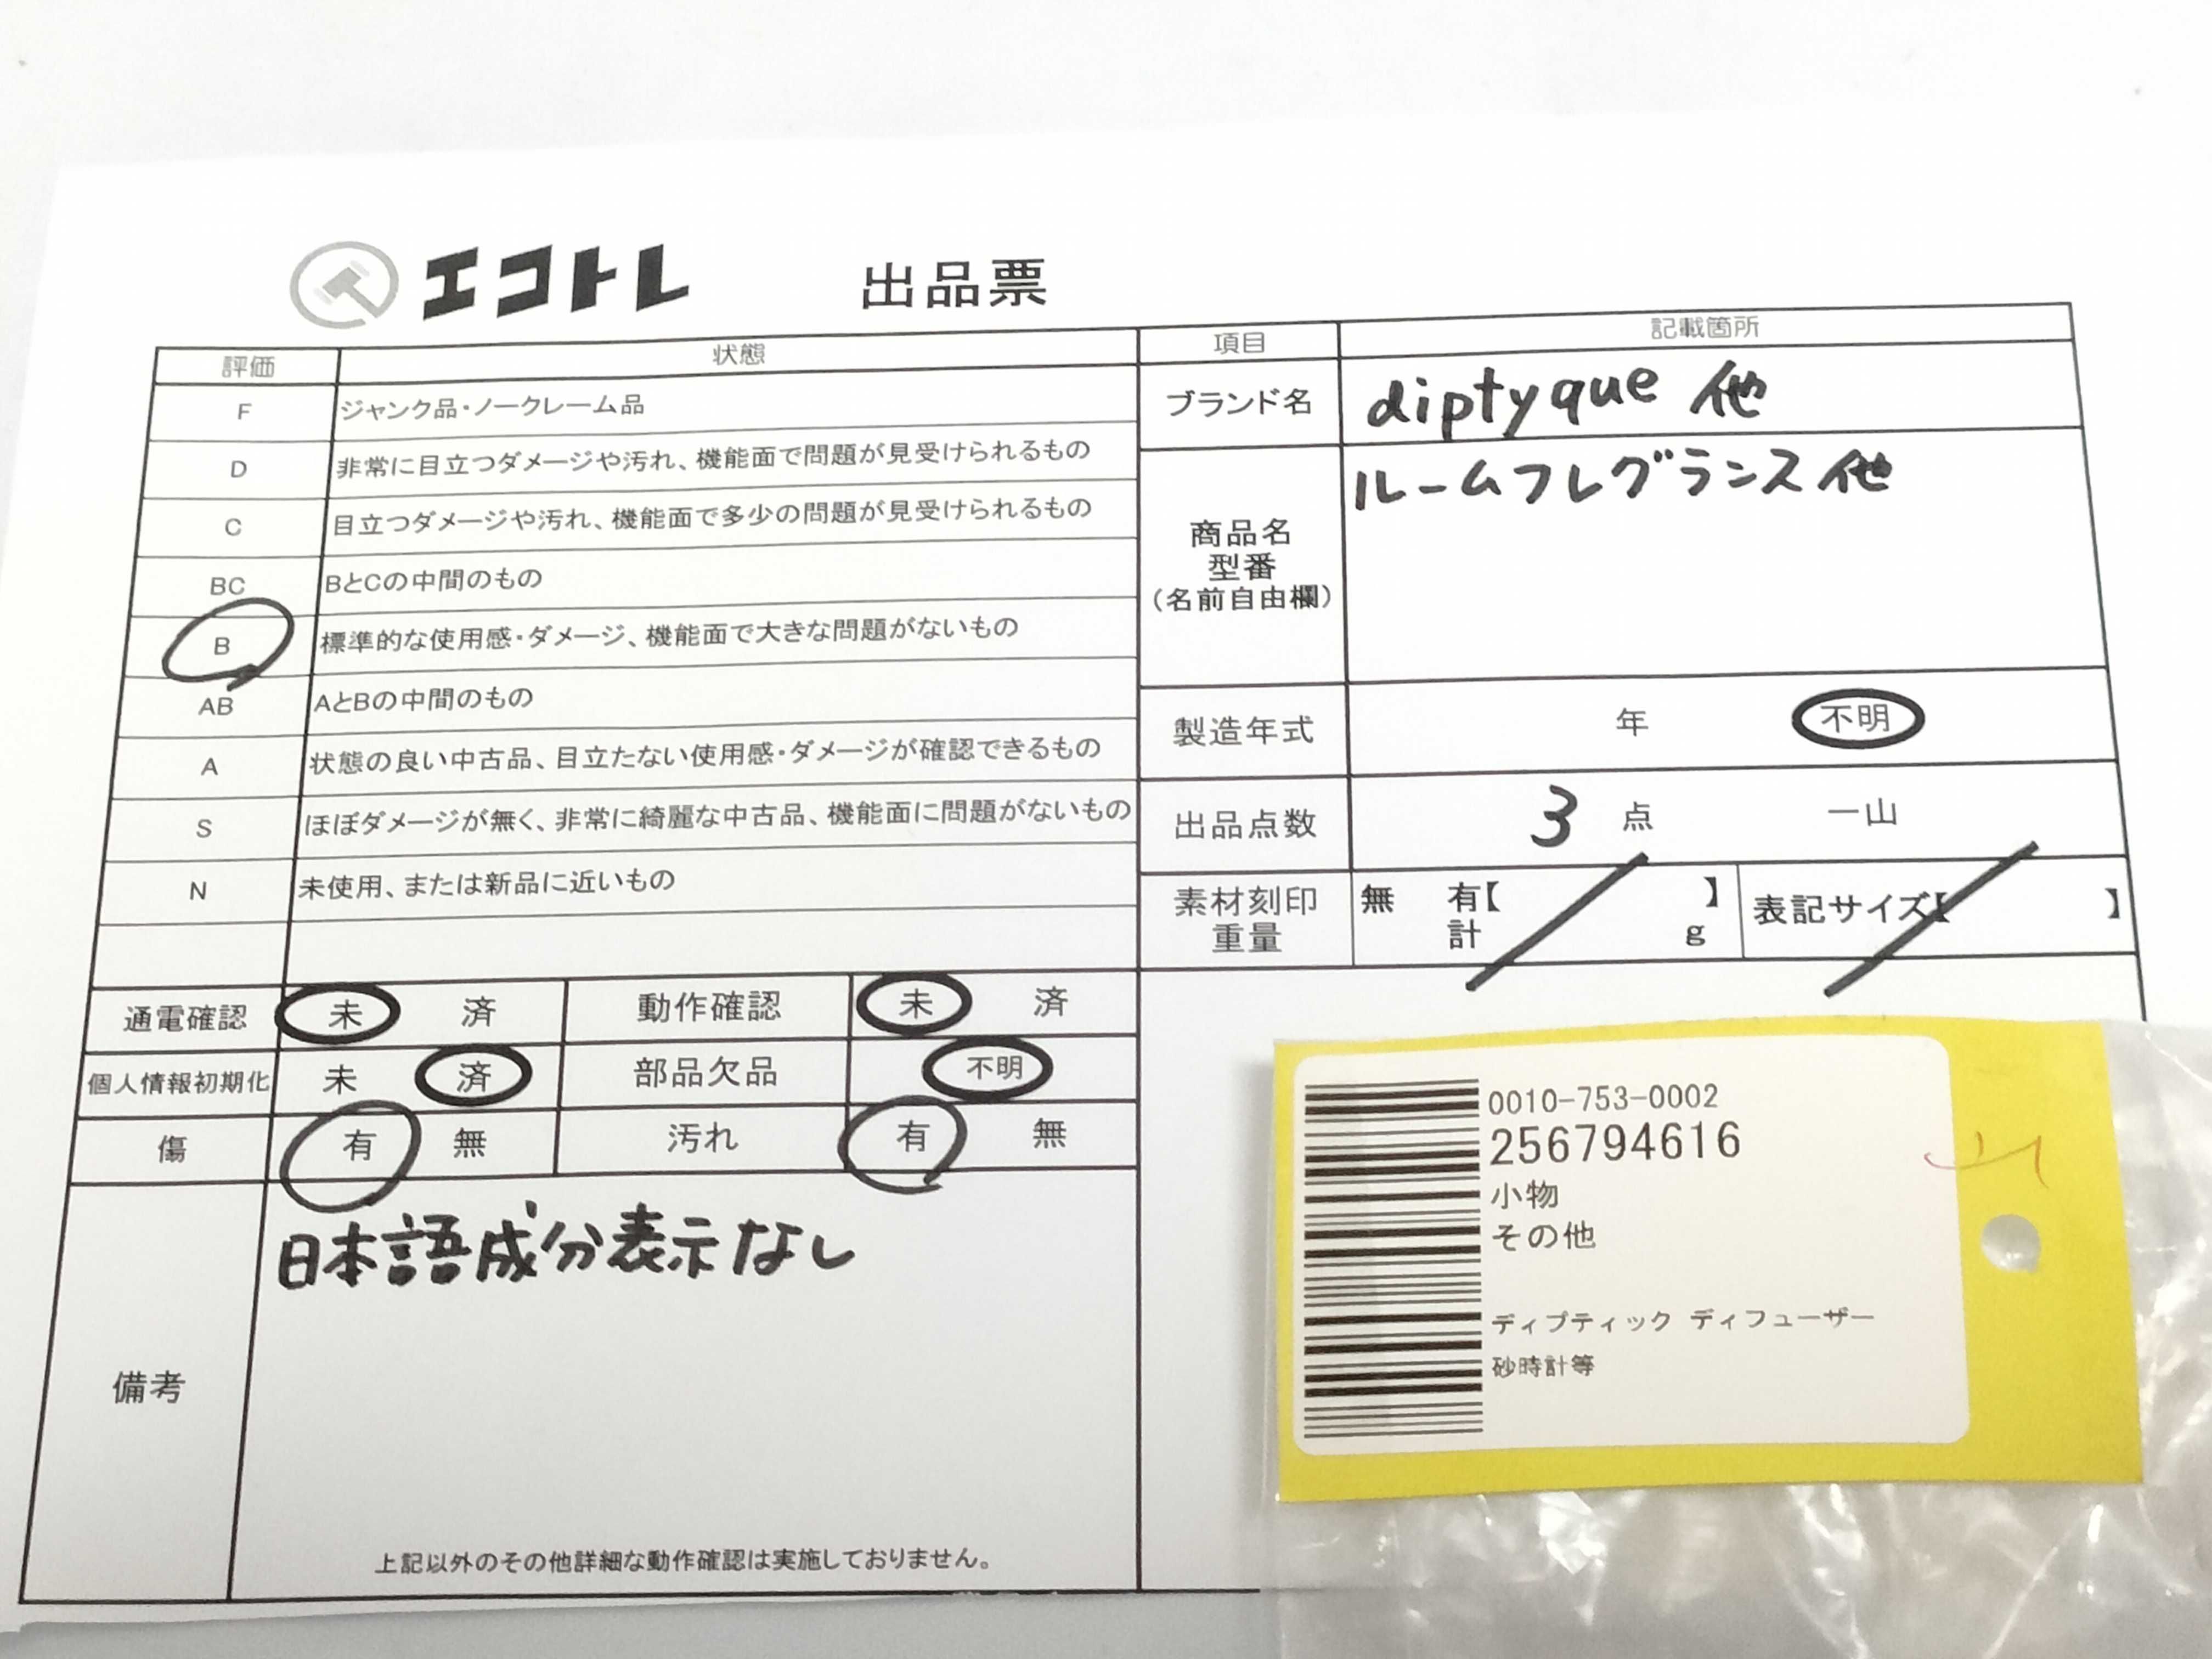 エコトレ 出品票
評価 状態
F ジャンク品・ノークレーム品
D 非常に目立つダメージや汚れ、機能面で問題が見受けられるもの
C 目立つダメージや汚れ、機能面で多少の問題が見受けられるもの
BC BとCの中間のもの
B 標準的な使用感・ダメージ、機能面で大きな問題がないもの
AB AとBの中間のもの
A 状態の良い中古品、目立たない使用感・ダメージが確認できるもの
S ほぼダメージが無く、非常に綺麗な中古品、機能面に問題がないもの
N 未使用、または新品に近いもの
通電確認 未 済 動作確認 未 済
個人情報初期化 未 済 部品欠品 不明
傷 有 無 汚れ 有 無
備考
日本語成分表示なし
上記以外のその他詳細な動作確認は実施しておりません。
項目 記載箇所
ブランド名 diptyque 他
商品名
型番
(名前自由欄)
ルームフレグランス他
製造年式 年 不明
出品点数 3 点 一山
素材刻印 無 有【 】 表記サイズ【 】
重量 計 g
0010-753-0002
256794616
小物
その他
ディプティック ディフューザー
砂時計等